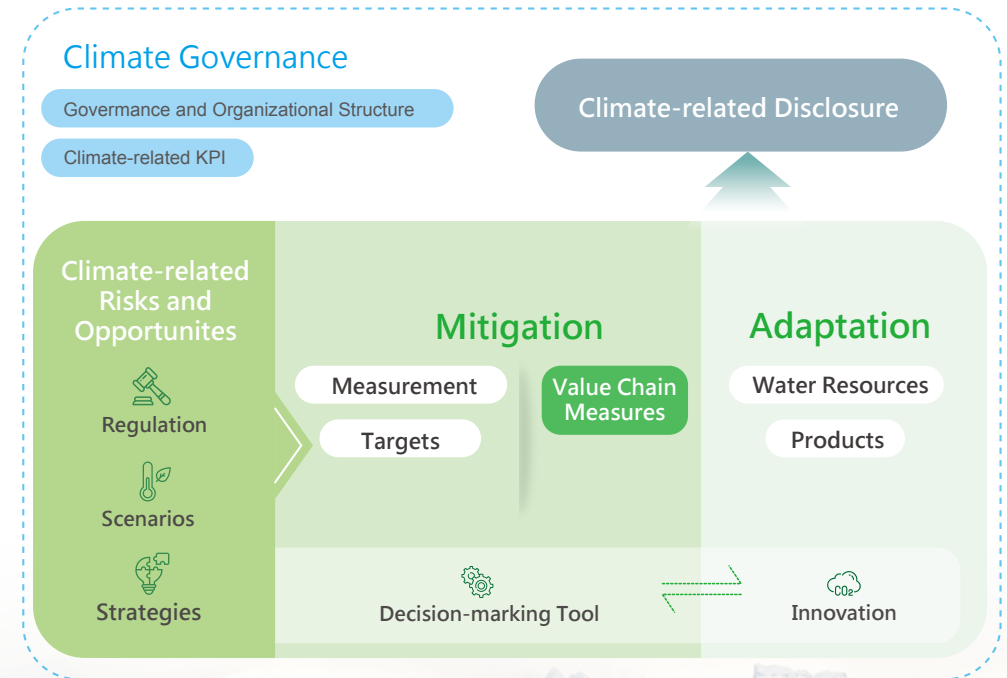 Climate Governance
Govermance and Organizational Structure
Climate-related KPI
Climate-related Disclosure
Climate-related
Risks and
Opportunites
Regulation
Scenarios
Strategies
Mitigation
Measurement
Targets
Value Chain
Measures
Adaptation
Water Resources
Products
Decision-marking Tool
CO₂
Innovation